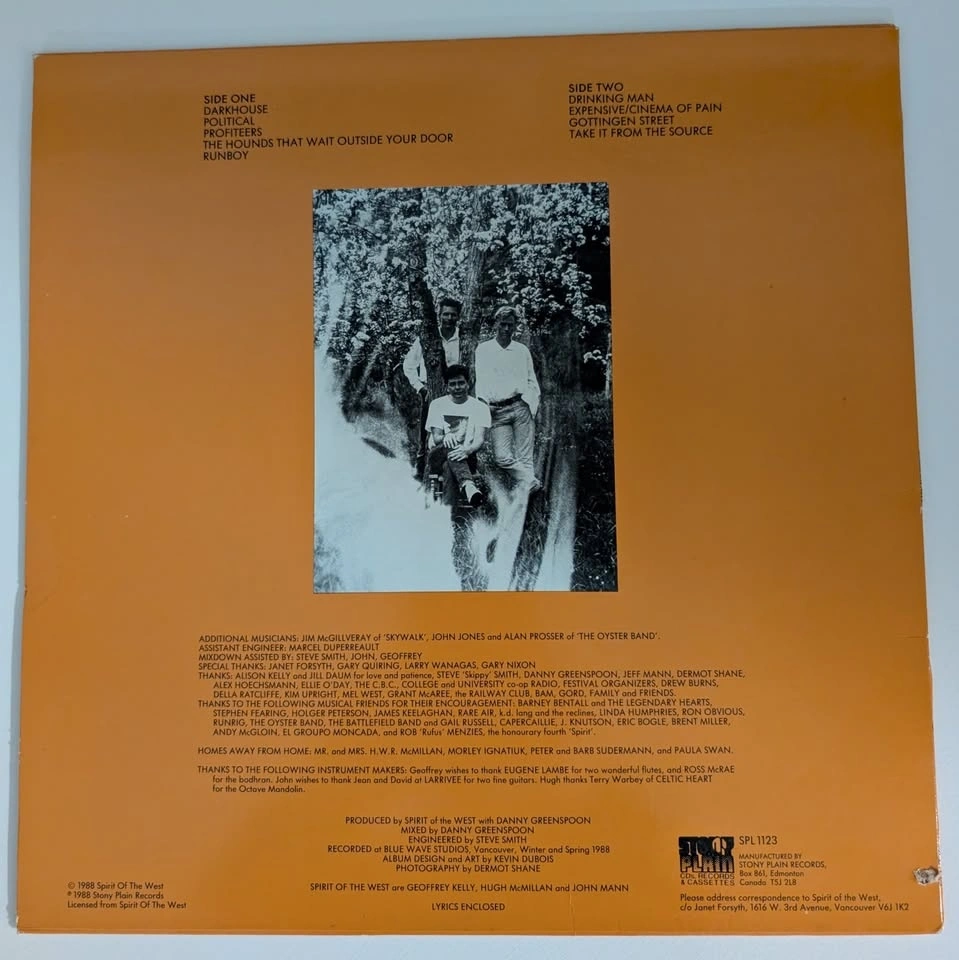 SIDE ONE
DARKHOUSE
POLITICAL
PROFITEERS
THE HOUNDS THAT WAIT OUTSIDE YOUR DOOR
RUNBOY
SIDE TWO
DRINKING MAN
EXPENSIVE/CINEMA OF PAIN
GOTTINGEN STREET
TAKE IT FROM THE SOURCE
ADDITIONAL MUSICIANS: JIM McGILLVERAY of 'SKYWALK', JOHN JONES and ALAN PROSSER of 'THE OYSTER BAND'.
ASSISTANT ENGINEER: MARCEL DUPERREAULT
MIXDOWN ASSISTED BY: STEVE SMITH, JOHN, GEOFFREY
SPECIAL THANKS: JANET FORSYTH, GARY QUIRING, LARRY WANAGAS, GARY NIXON
THANKS: ALISON KELLY and JILL DAUM for love and patience, STEVE 'Skippy' SMITH, DANNY GREENSPOON, JEFF MANN, DERMOT SHANE,
ALEX HOECHSMANN, ELLIE O'DAY, THE C.B.C., COLLEGE and UNIVERSITY co-op RADIO, FESTIVAL ORGANIZERS, DREW BURNS,
DELLA RATCLIFFE, KIM UPRIGHT, MEL WEST, GRANT McAREE, the RAILWAY CLUB, BAM, GORD, FAMILY and FRIENDS.
THANKS TO THE FOLLOWING MUSICAL FRIENDS FOR THEIR ENCOURAGEMENT: BARNEY BENTALL and THE LEGENDARY HEARTS,
STEPHEN FEARING, HOLGER PETERSON, JAMES KEELAGHAN, RARE AIR, k.d. lang and the reclines, LINDA HUMPHRIES, RON OBVIOUS,
RUNRIG, THE OYSTER BAND, THE BATTLEFIELD BAND and GAIL RUSSELL, CAPERCAILLIE, J. KNUTSON, ERIC BOGLE, BRENT MILLER,
ANDY McGLOIN, EL GROUPO MONCADA, and ROB 'Rufus' MENZIES, the honourary fourth 'Spirit'.
HOMES AWAY FROM HOME: MR. and MRS. H.W.R. McMILLAN, MORLEY IGNATIUK, PETER and BARB SUDERMANN, and PAULA SWAN.
THANKS TO THE FOLLOWING INSTRUMENT MAKERS: Geoffrey wishes to thank EUGENE LAMBE for two wonderful flutes, and ROSS McRAE
for the bodhron. John wishes to thank Jean and David at LARRIVEE for two fine guitars. Hugh thanks Terry Warbey of CELTIC HEART
for the Octave Mandolin.
PRODUCED by SPIRIT of the WEST with DANNY GREENSPOON
MIXED by DANNY GREENSPOON
ENGINEERED by STEVE SMITH
RECORDED at BLUE WAVE STUDIOS, Vancouver, Winter and Spring 1988
ALBUM DESIGN and ART by KEVIN DUBOIS
PHOTOGRAPHY by DERMOT SHANE
SPIRIT OF THE WEST are GEOFFREY KELLY, HUGH McMILLAN and JOHN MANN
LYRICS ENCLOSED
© 1988 Spirit Of The West
℗ 1988 Stony Plain Records
Licensed from Spirit Of The West
STONY
PLAIN
CDs, RECORDS
& CASSETTES
SPL 1123
MANUFACTURED BY
STONY PLAIN RECORDS,
Box 861, Edmonton
Canada T5J 2L8
Please address correspondence to Spirit of the West,
c/o Janet Forsyth, 1616 W. 3rd Avenue, Vancouver V6J 1K2